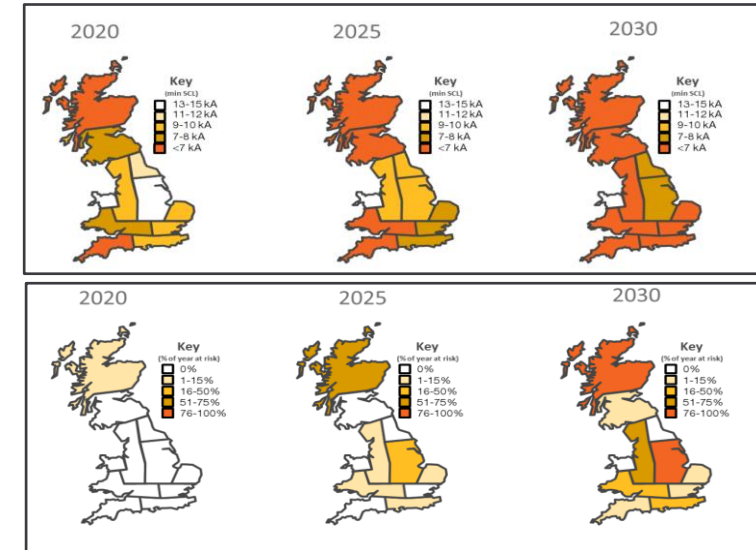 2020
2025
2030
Key
(min SCL)
13-15 kA
11-12 kA
9-10 kA
7-8 kA
<7 kA
Key
(min SCL)
13-15 kA
11-12 kA
9-10 kA
7-8 kA
<7 kA
Key
(min SCL)
13-15 kA
11-12 kA
9-10 kA
7-8 kA
<7 kA
2020
2025
2030
Key
(% of year at risk)
0%
1-15%
16-50%
51-75%
76-100%
Key
(% of year at risk)
0%
1-15%
16-50%
51-75%
76-100%
Key
(% of year at risk)
0%
1-15%
16-50%
51-75%
76-100%